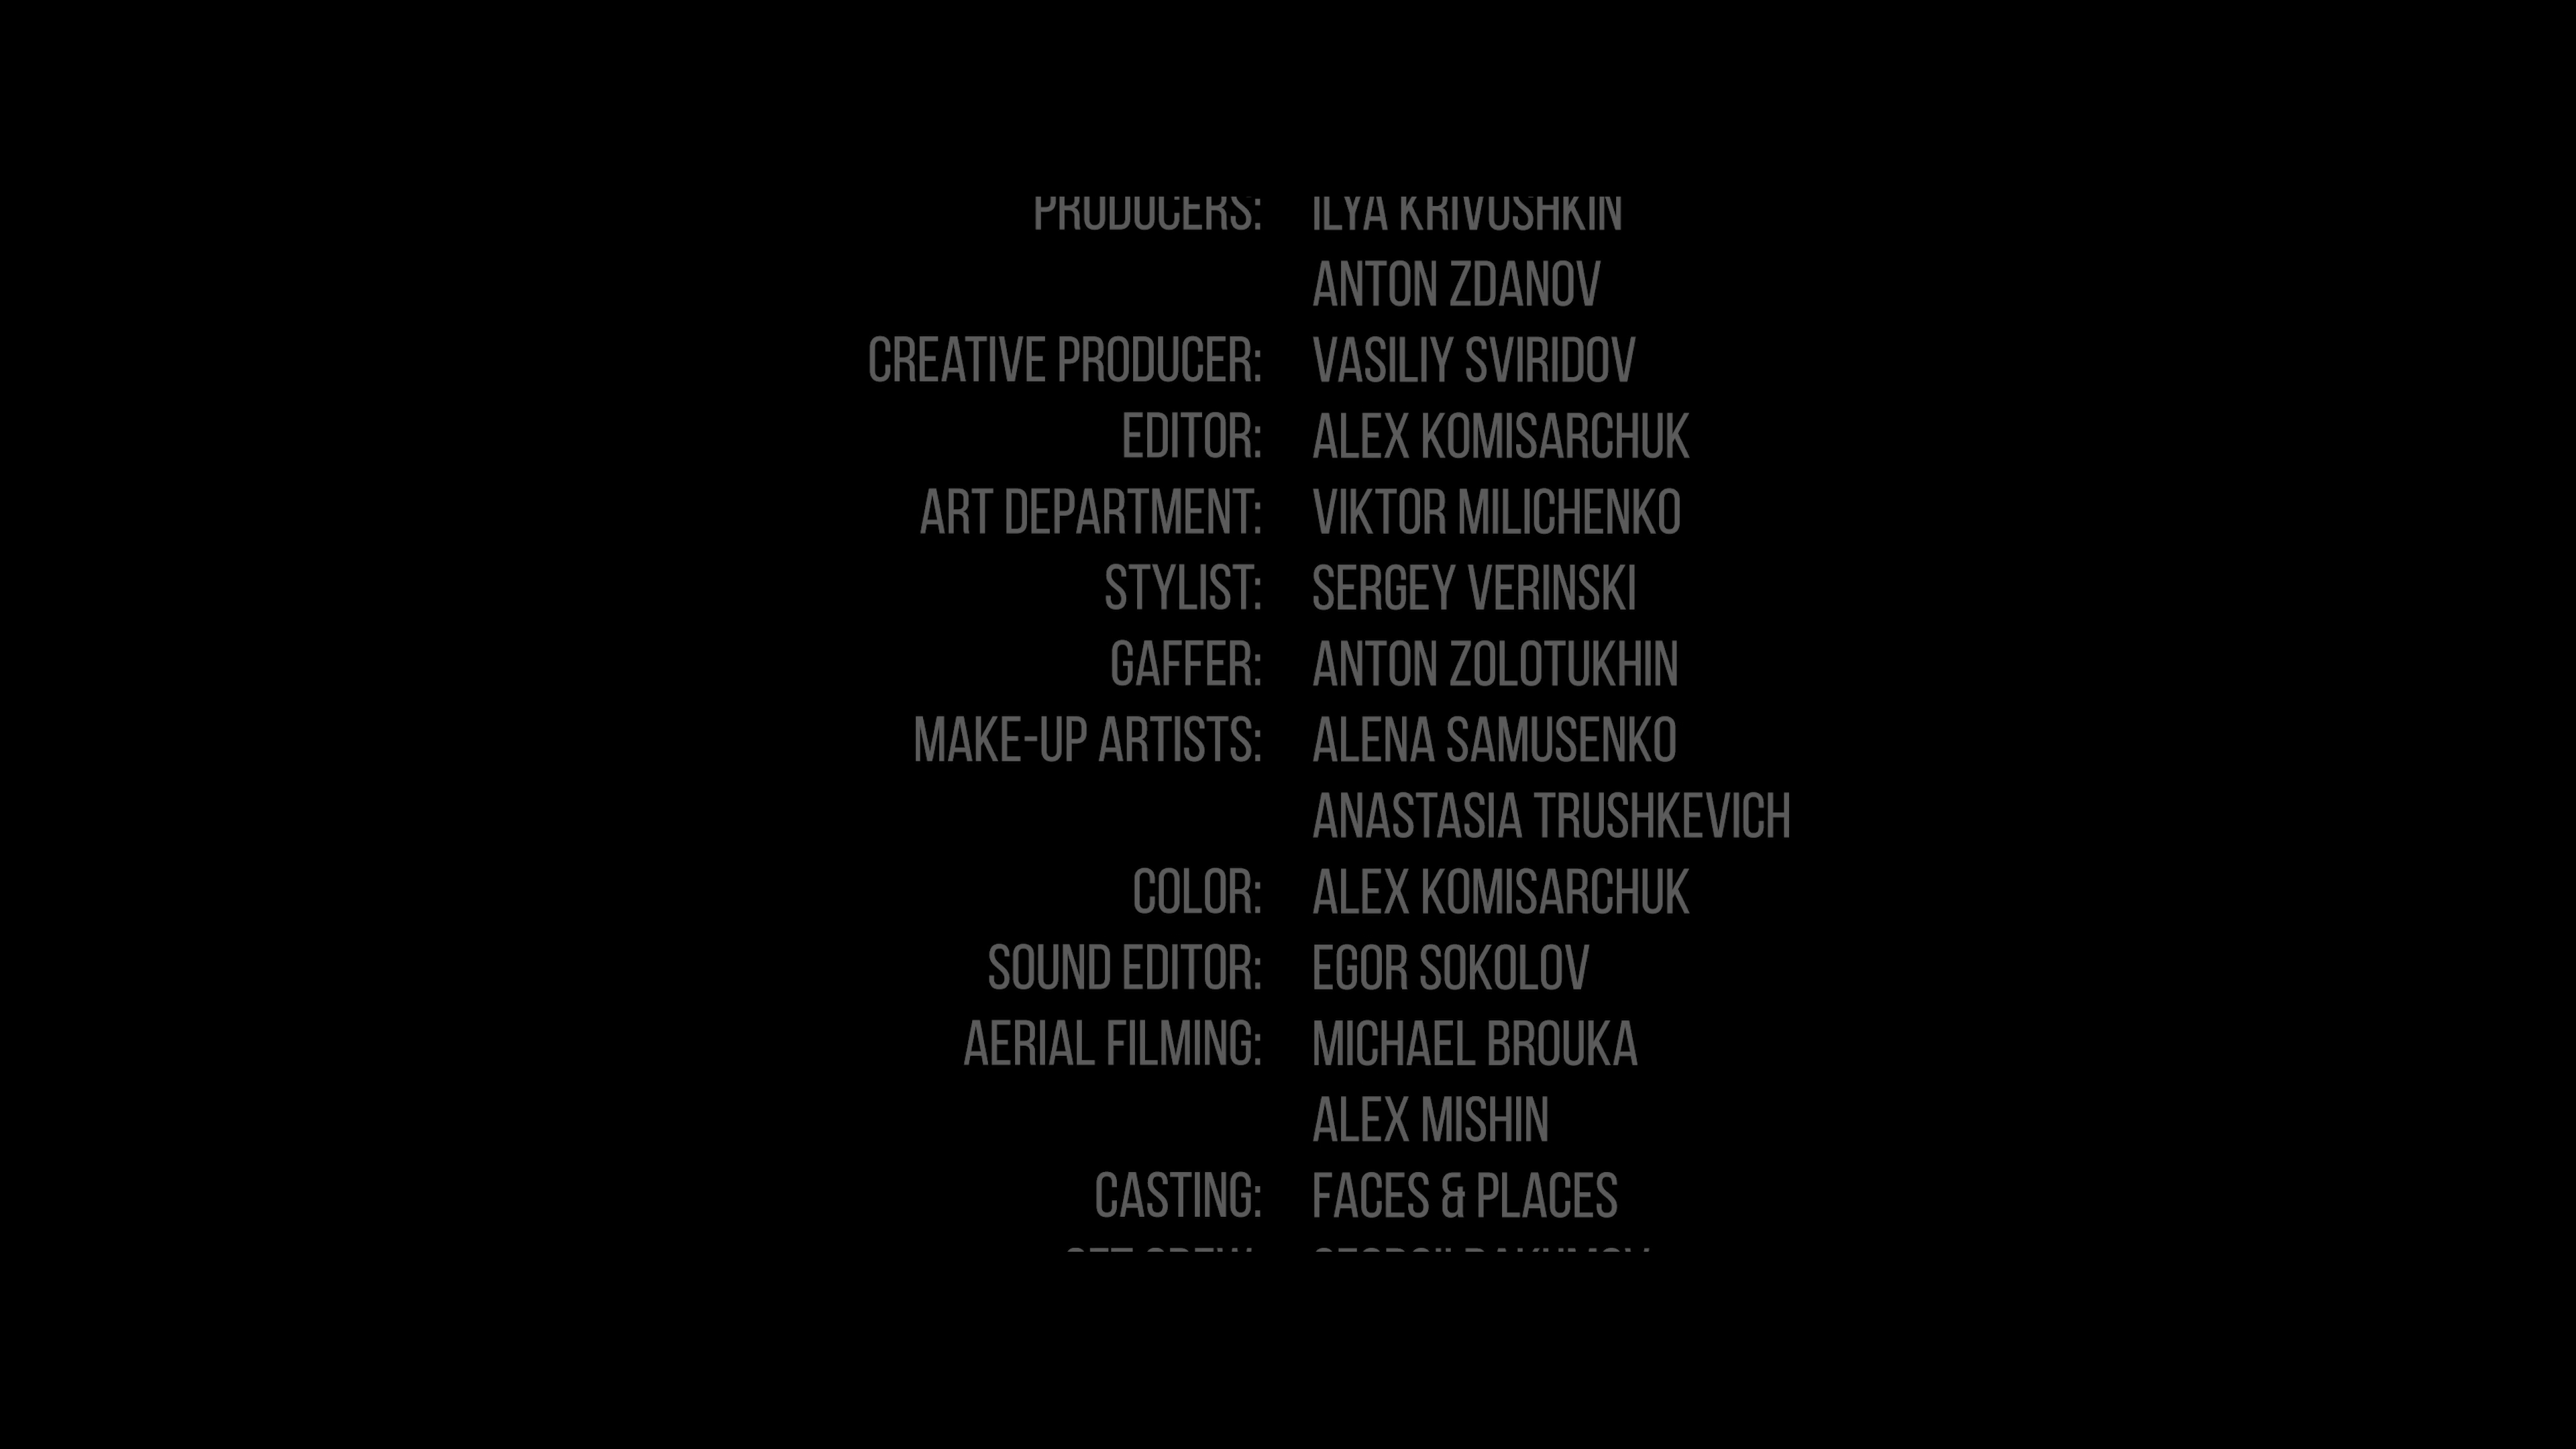 PRODUCERS: ILYA KRIVOSHKIN
ANTON ZDANOV
CREATIVE PRODUCER: VASILIY SVIRIDOV
EDITOR: ALEX KOMISARCHUK
ART DEPARTMENT: VIKTOR MILICHENKO
STYLIST: SERGEY VERINSKI
GAFFER: ANTON ZOLOTUKHIN
MAKE-UP ARTISTS: ALENA SAMUSENKO
ANASTASIA TRUSHKEVICH
COLOR: ALEX KOMISARCHUK
SOUND EDITOR: EGOR SOKOLOV
AERIAL FILMING: MICHAEL BROUKA
ALEX MISHIN
CASTING: FACES & PLACES